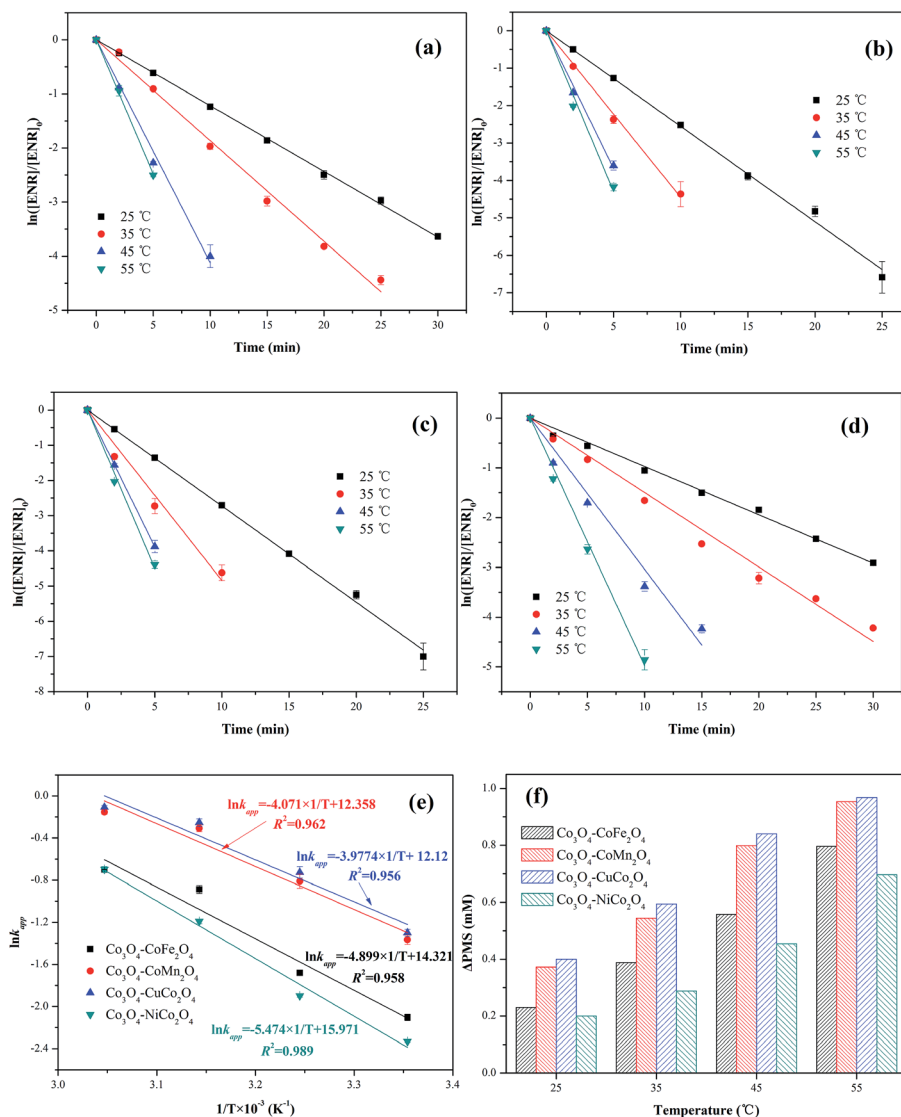 (a)
ln([ENR]/[ENR]0)
0
-1
-2
-3
-4
-5
25 ℃
35 ℃
45 ℃
55 ℃
0 5 10 15 20 25 30
Time (min)
(b)
ln([ENR]/[ENR]0)
0
-1
-2
-3
-4
-5
-6
-7
25 ℃
35 ℃
45 ℃
55 ℃
0 5 10 15 20 25
Time (min)
(c)
ln([ENR]/[ENR]0)
0
-1
-2
-3
-4
-5
-6
-7
-8
25 ℃
35 ℃
45 ℃
55 ℃
0 5 10 15 20 25
Time (min)
(d)
ln([ENR]/[ENR]0)
0
-1
-2
-3
-4
-5
25 ℃
35 ℃
45 ℃
55 ℃
0 5 10 15 20 25 30
Time (min)
(e)
lnkapp
0.0
-0.4
-0.8
-1.2
-1.6
-2.0
-2.4
lnkapp=-4.071×1/T+12.358
R2=0.962
lnkapp=-3.9774×1/T+ 12.12
R2=0.956
lnkapp=-4.899×1/T+14.321
R2=0.958
lnkapp=-5.474×1/T+15.971
R2=0.989
Co3O4-CoFe2O4
Co3O4-CoMn2O4
Co3O4-CuCo2O4
Co3O4-NiCo2O4
3.0 3.1 3.2 3.3 3.4
1/T×10-3 (K-1)
(f)
ΔPMS (mM)
1.0
0.8
0.6
0.4
0.2
0.0
Co3O4-CoFe2O4
Co3O4-CoMn2O4
Co3O4-CuCo2O4
Co3O4-NiCo2O4
25 35 45 55
Temperature (℃)